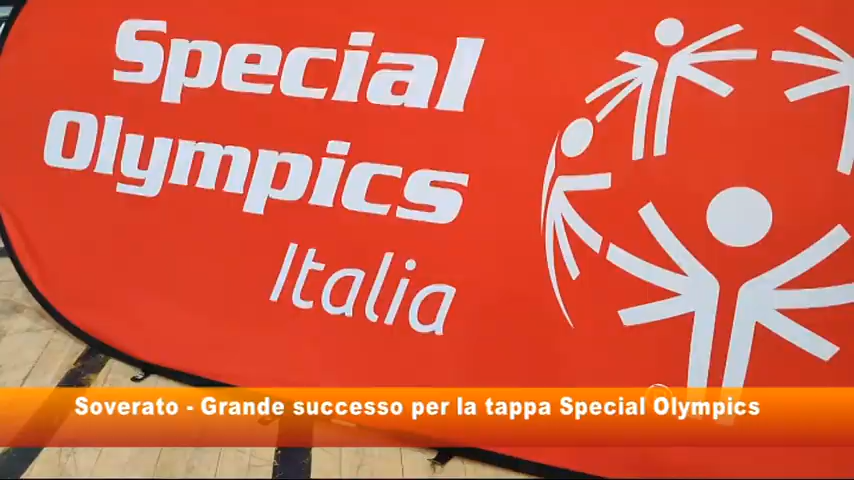 Special
Olympics
Italia
Soverato - Grande successo per la tappa Special Olympics